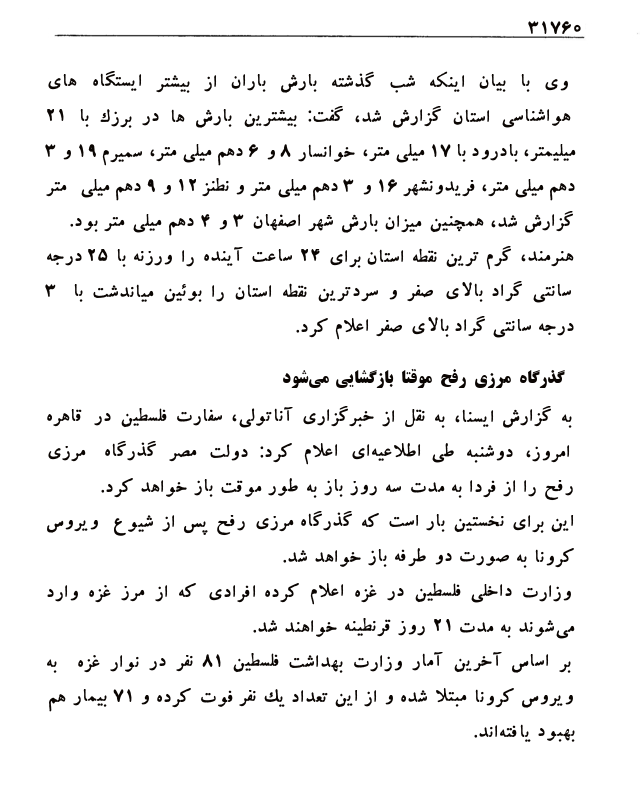 ۳۱۷۶۰
وی با بیان اینکه شب گذشته بارش باران از بیشتر ایستگاه های
هواشناسی استان گزارش شد، گفت: بیشترین بارش ها در برزک با ۲۱
میلیمتر، بادرود با ۱۷ میلی متر، خوانسار ۸ و ۶ دهم میلی متر، سمیرم ۱۹ و ۳
دهم میلی متر، فریدونشهر ۱۶ و ۳ دهم میلی متر و نطنز ۱۲ و ۹ دهم میلی متر
گزارش شد، همچنین میزان بارش شهر اصفهان ۳ و ۴ دهم میلی متر بود.
هنرمند، گرم ترین نقطه استان برای ۲۴ ساعت آینده را ورزنه با ۲۵ درجه
سانتی گراد بالای صفر و سردترین نقطه استان را بوئین میاندشت با ۳
درجه سانتی گراد بالای صفر اعلام کرد.
گذرگاه مرزی رفح موقتا بازگشایی می‌شود
به گزارش ایسنا، به نقل از خبرگزاری آناتولی، سفارت فلسطین در قاهره
امروز، دوشنبه طی اطلاعیه‌ای اعلام کرد: دولت مصر گذرگاه مرزی
رفح را از فردا به مدت سه روز باز به طور موقت باز خواهد کرد.
این برای نخستین بار است که گذرگاه مرزی رفح پس از شیوع ویروس
کرونا به صورت دو طرفه باز خواهد شد.
وزارت داخلی فلسطین در غزه اعلام کرده افرادی که از مرز غزه وارد
می‌شوند به مدت ۲۱ روز قرنطینه خواهند شد.
بر اساس آخرین آمار وزارت بهداشت فلسطین ۸۱ نفر در نوار غزه به
ویروس کرونا مبتلا شده و از این تعداد یک نفر فوت کرده و ۷۱ بیمار هم
بهبود یافته‌اند.